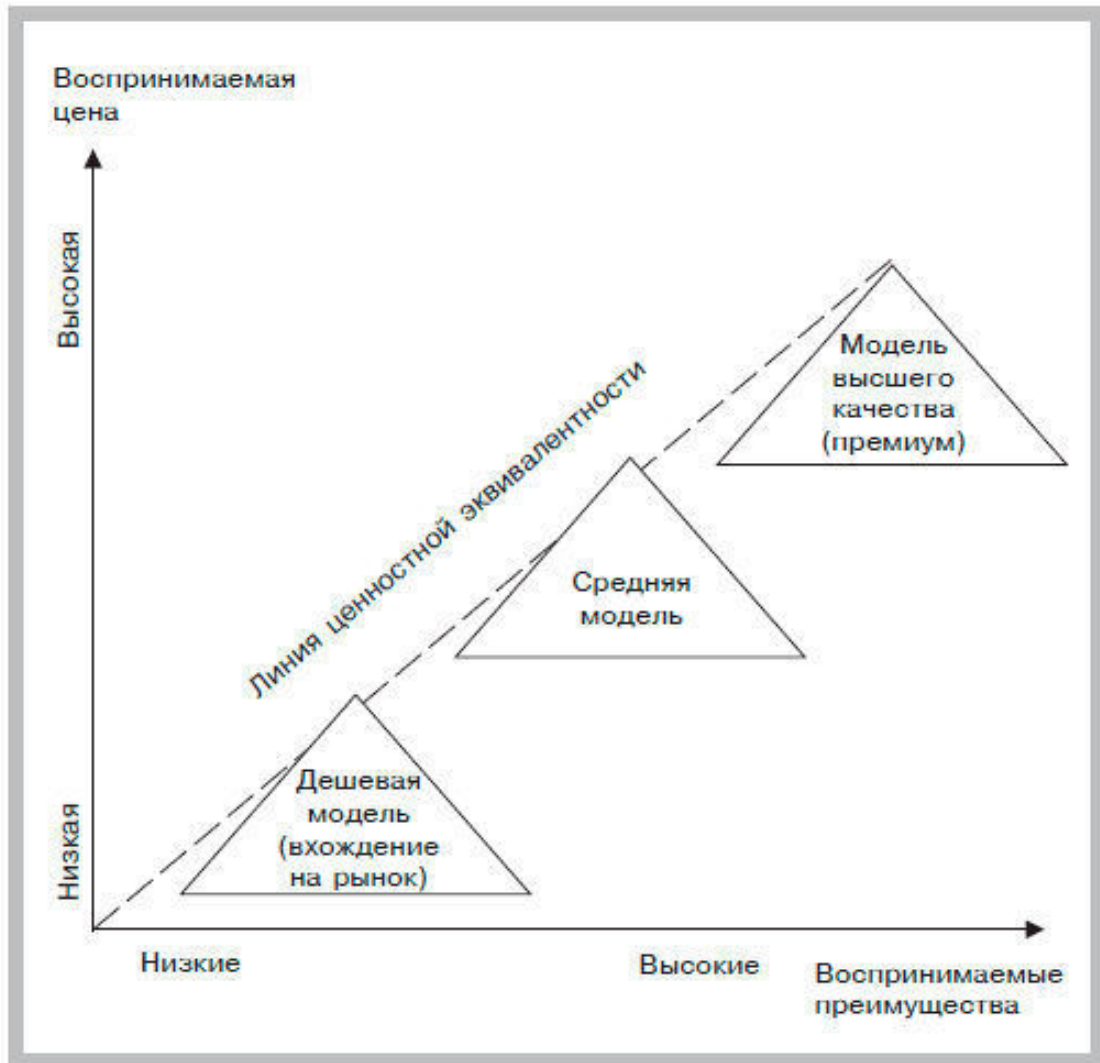 Воспринимаемая
цена
Высокая
Низкая
Линия ценностной эквивалентности
Модель
высшего
качества
(премиум)
Средняя
модель
Дешевая
модель
(вхождение
на рынок)
Низкие
Высокие
Воспринимаемые
преимущества